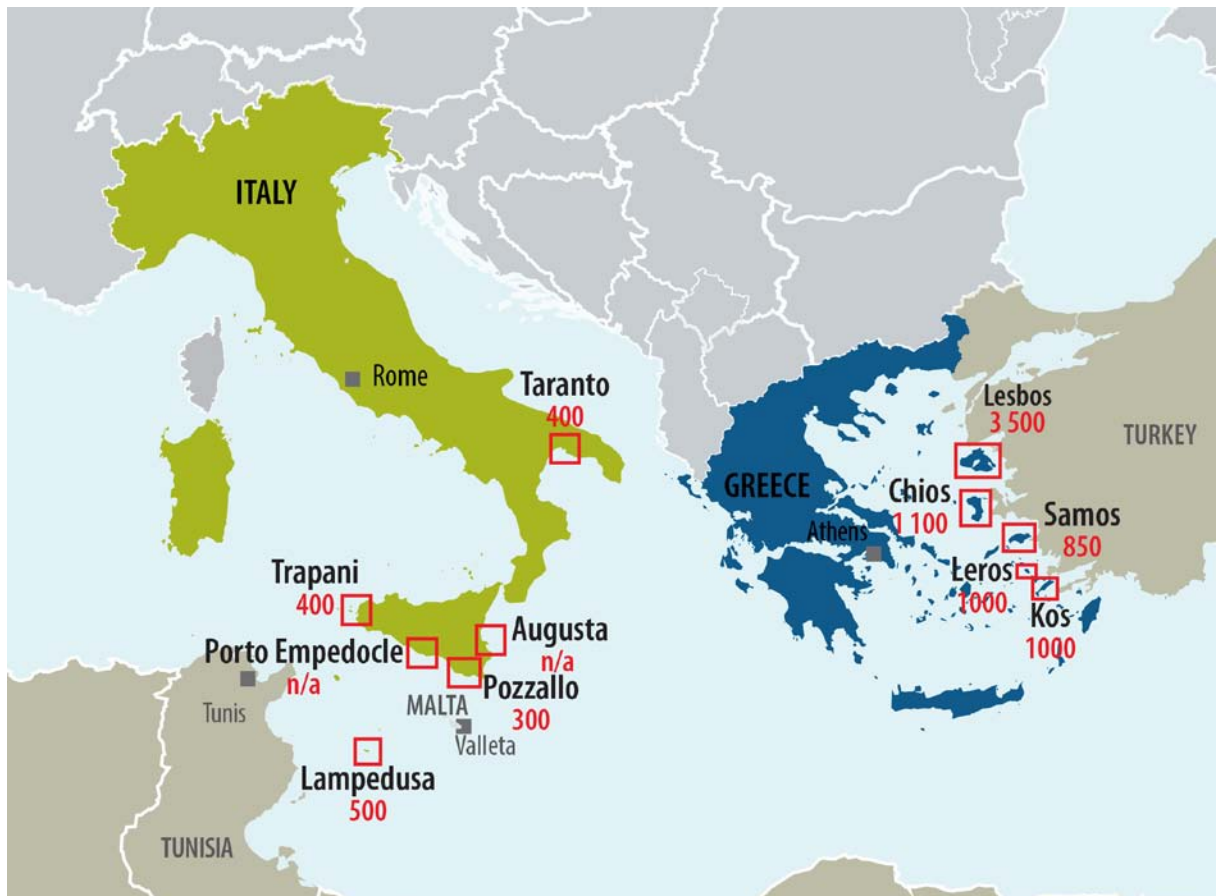 ITALY
Rome
Taranto
400
Lesbos
3 500
TURKEY
GREECE
Chios
1 100
Samos
850
Athens
Leros
1000
Kos
1000
Trapani
400
Augusta
n/a
Porto Empedocle
n/a
Pozzallo
300
MALTA
Valleta
Tunis
Lampedusa
500
TUNISIA